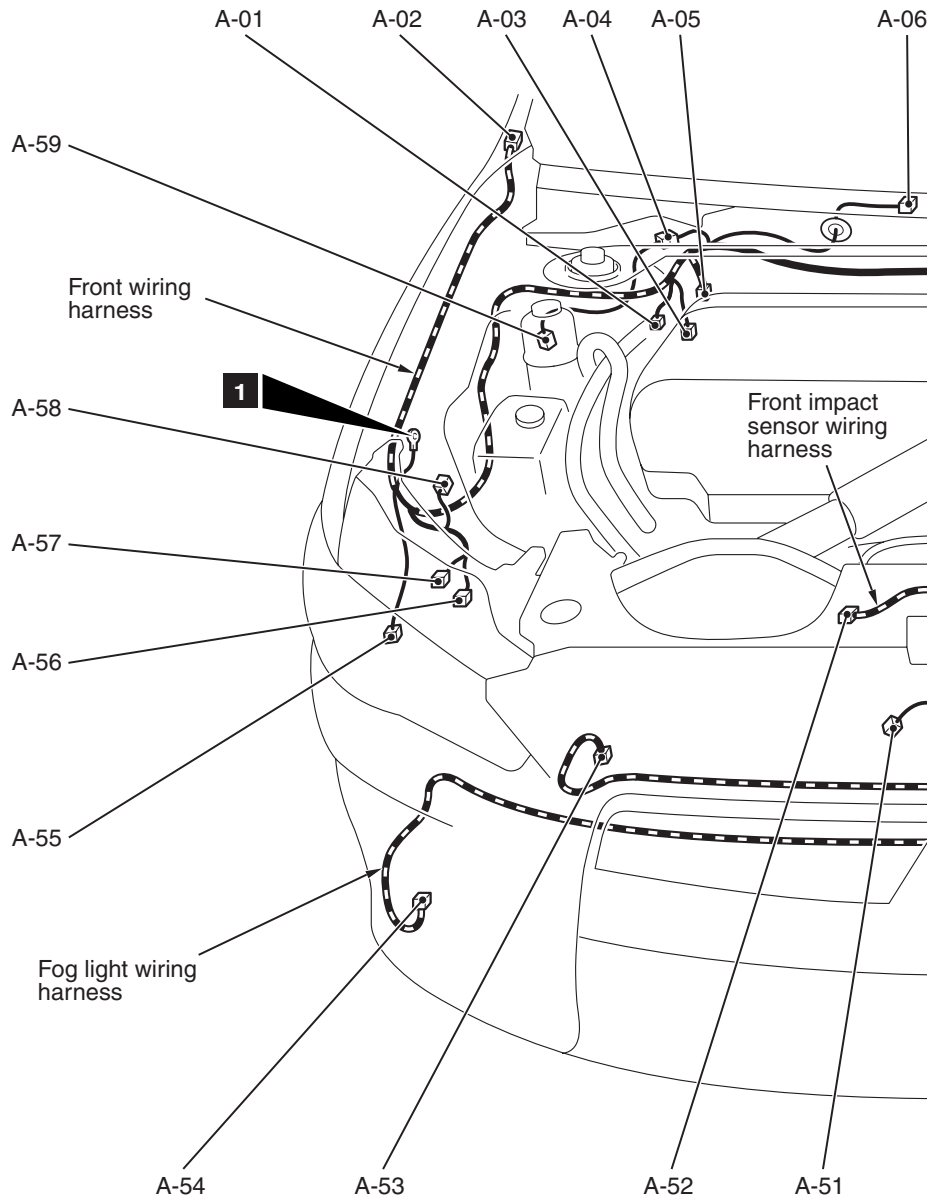 A-01
A-02
A-03
A-04
A-05
A-06
A-59
Front wiring
harness
1
A-58
Front impact
sensor wiring
harness
A-57
A-56
A-55
Fog light wiring
harness
A-54
A-53
A-52
A-51